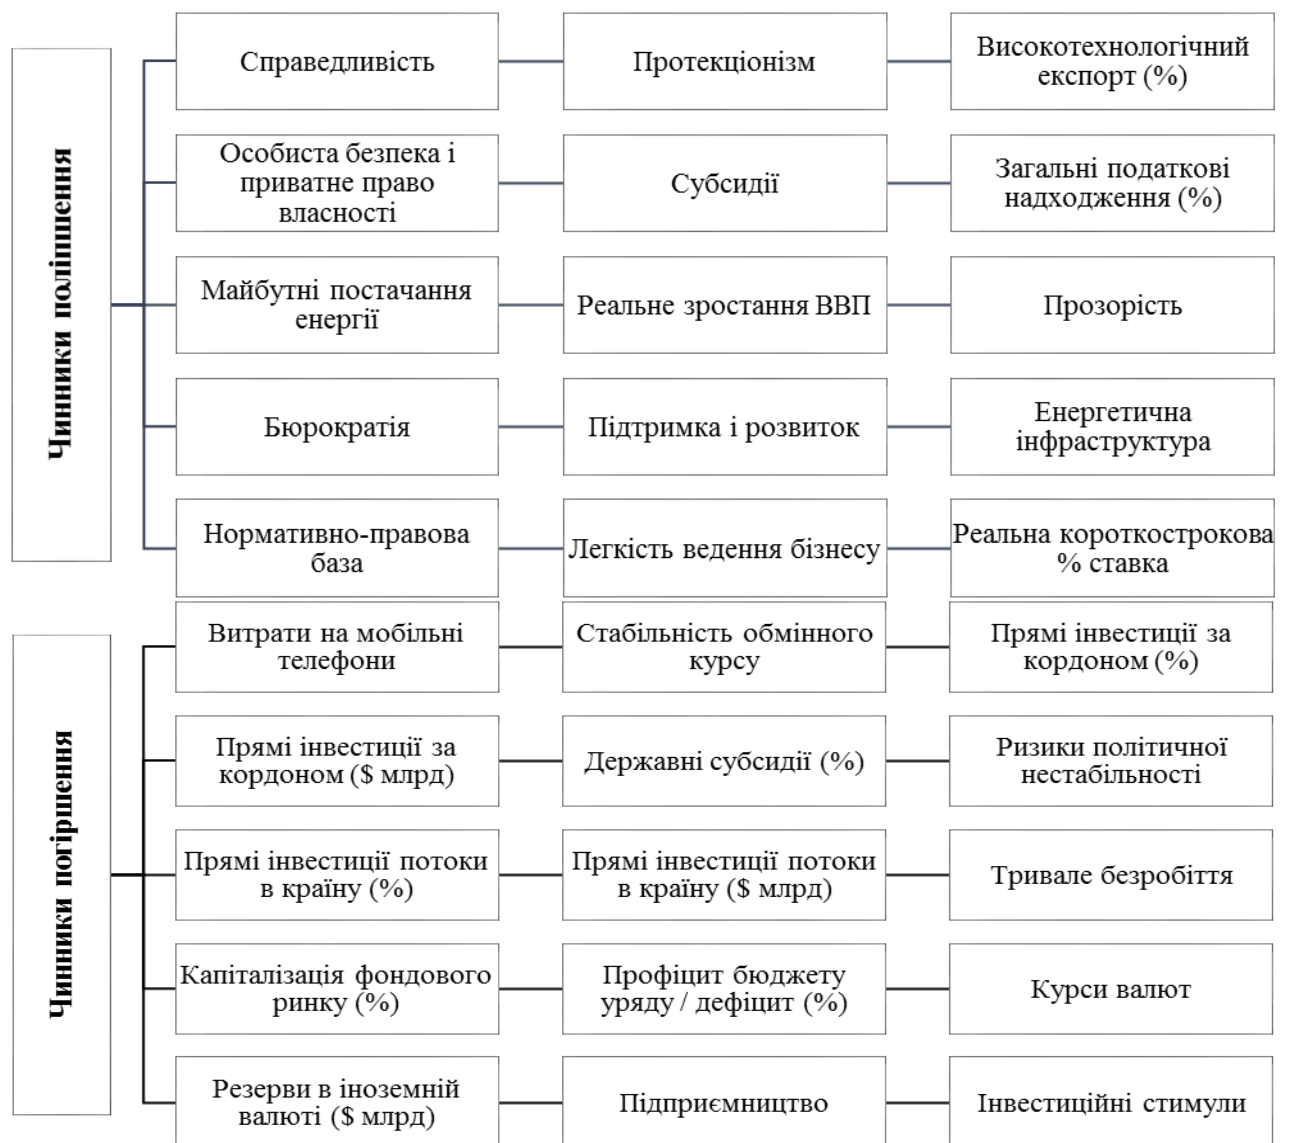 Чинники поліпшення
Справедливість
Протекціонізм
Високотехнологічний
експорт (%)
Особиста безпека і
приватне право
власності
Субсидії
Загальні податкові
надходження (%)
Майбутні постачання
енергії
Реальне зростання ВВП
Прозорість
Бюрократія
Підтримка і розвиток
Енергетична
інфраструктура
Нормативно-правова
база
Легкість ведення бізнесу
Реальна короткострокова
% ставка
Чинники погіршення
Витрати на мобільні
телефони
Стабільність обмінного
курсу
Прямі інвестиції за
кордоном (%)
Прямі інвестиції за
кордоном ($ млрд)
Державні субсидії (%)
Ризики політичної
нестабільності
Прямі інвестиції потоки
в країну (%)
Прямі інвестиції потоки
в країну ($ млрд)
Тривале безробіття
Капіталізація фондового
ринку (%)
Профіцит бюджету
уряду / дефіцит (%)
Курси валют
Резерви в іноземній
валюті ($ млрд)
Підприємництво
Інвестиційні стимули